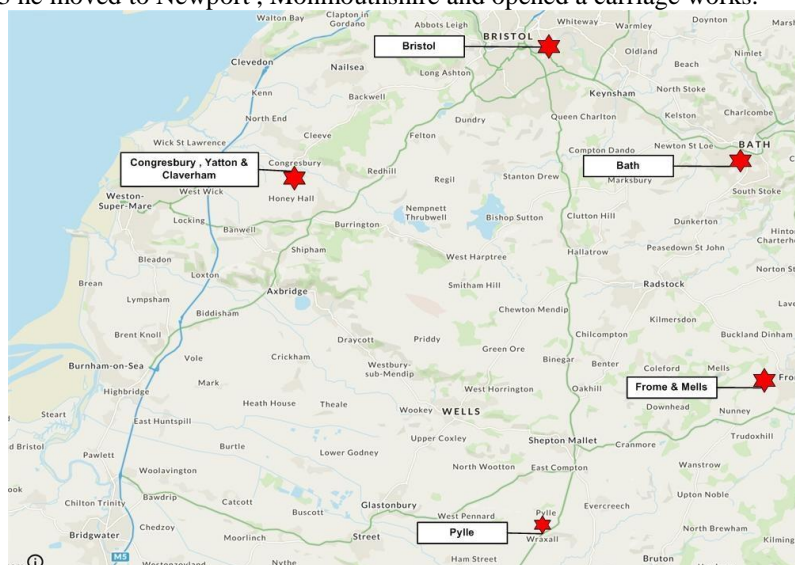 he moved to Newport , Monmouthshire and opened a carriage works.
Walton Bay
Clapton in
Gordano
Abbots Leigh
Whiteway
Warmley
Doynton
Nimlet
Bristol
BRISTOL
Oldland
Clevedon
Nailsea
Long Ashton
Beach
Kenn
Backwell
Keynsham
North Stoke
Lansdown
North End
Dundry
Queen Charlton
Kelston
Charlcombe
Wick St Lawrence
Cleeve
Felton
Compton Dando
Newton St Loe
BATH
Congresbury , Yatton &
Claverham
Congresbury
Redhill
Regil
Stanton Drew
Bath
Marksbury
West Wick
Honey Hall
South Stoke
Weston-
Super-Mare
Nempnett
Thrubwell
Bishop Sutton
Clutton Hill
Dunkerton
Locking
Banwell
Burrington
Peasedown St John
Bleadon
Shipham
West Harptree
Hallatrow
Brean
Loxton
Smitham Hill
Radstock
Lympsham
Axbridge
Kilmersdon
Biddisham
Chewton Mendip
Buckland Dinham
Brent Knoll
Draycott
Priddy
Chilcompton
Vole
Crickham
Green Ore
Binegar
Coleford
Mells
Burnham-on-Sea
Westbury-
sub-Mendip
Benter
Highbridge
Mark
West Horrington
Oakhill
Frome & Mells
Steart
Heath House
Theale
Wookey
WELLS
Downhead
Nunney
East Huntspill
Upper Coxley
Shepton Mallet
Trudoxhill
Pawlett
Burtle
Lower Godney
Cranmore
Woolavington
North Wootton
East Compton
Wanstrow
Chilton Trinity
Bawdrip
Catcott
Glastonbury
Upper Noble
Buscott
West Pennard
Pylle
Evercreech
Chedzoy
Moorlinch
Street
Pylle
Wraxall
North Brewham
Bridgwater
M5
Ham Street
Bruton